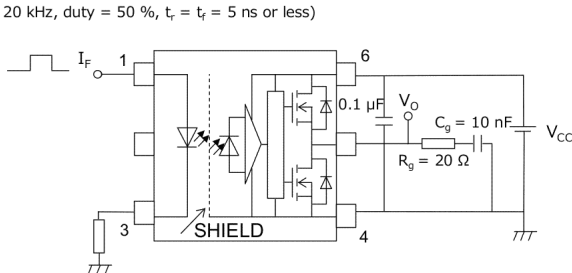 20 kHz, duty = 50 %, tr = tf = 5 ns or less)
IF
1
6
0.1 µF
VO
Cg = 10 nF
VCC
Rg = 20 Ω
3
SHIELD
4